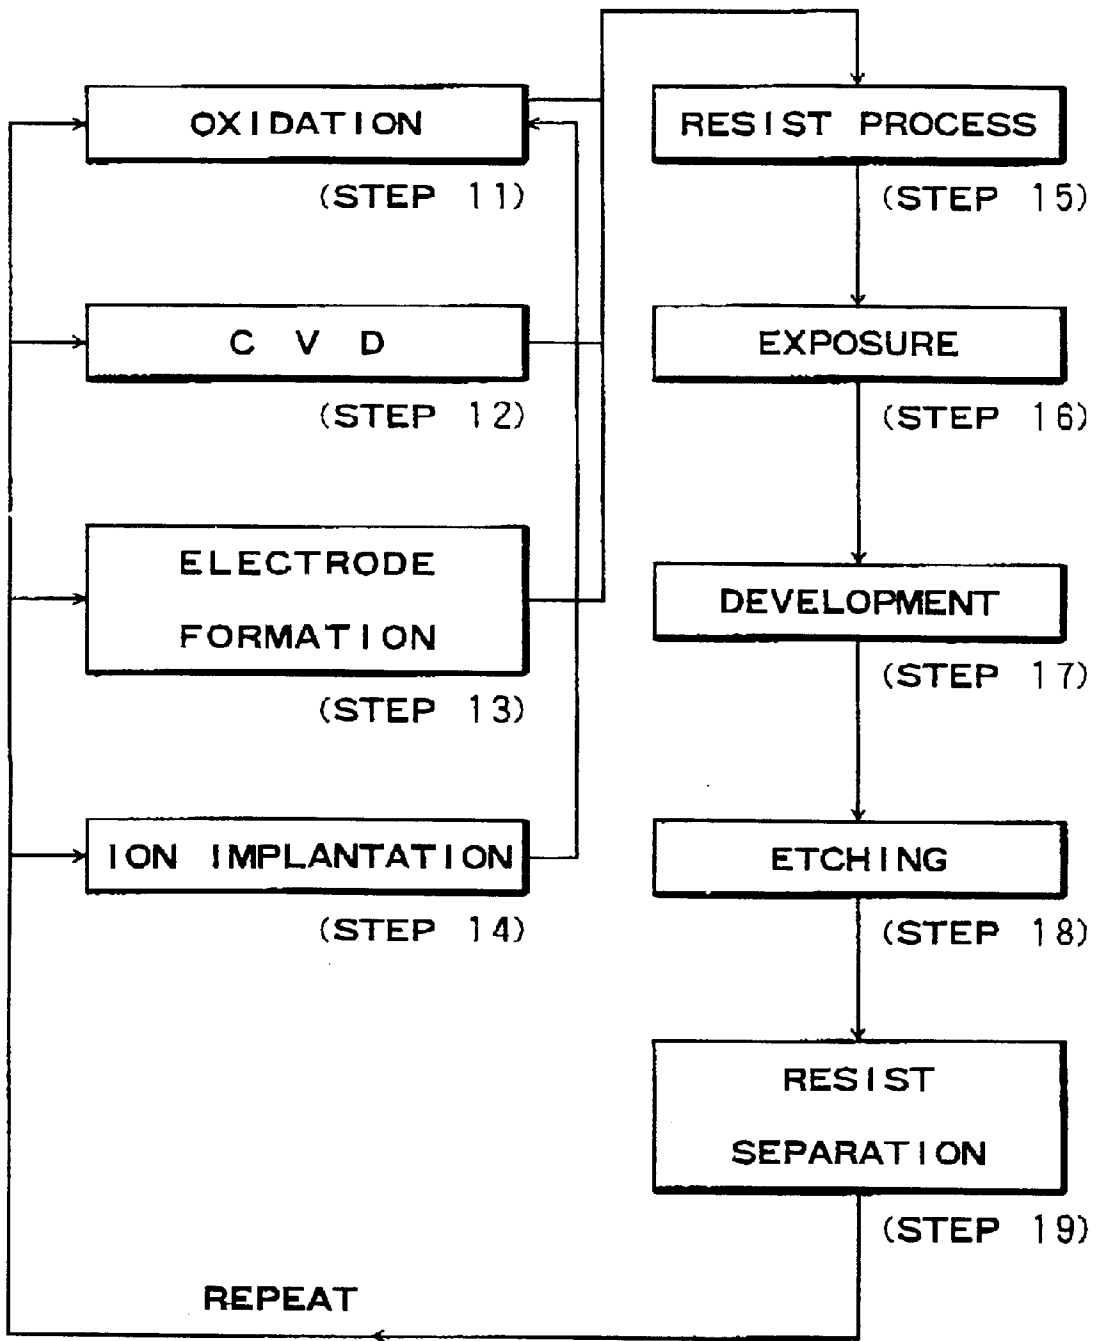 OXIDATION
(STEP 11)
C V D
(STEP 12)
ELECTRODE
FORMATION
(STEP 13)
ION IMPLANTATION
(STEP 14)
RESIST PROCESS
(STEP 15)
EXPOSURE
(STEP 16)
DEVELOPMENT
(STEP 17)
ETCHING
(STEP 18)
RESIST
SEPARATION
(STEP 19)
REPEAT